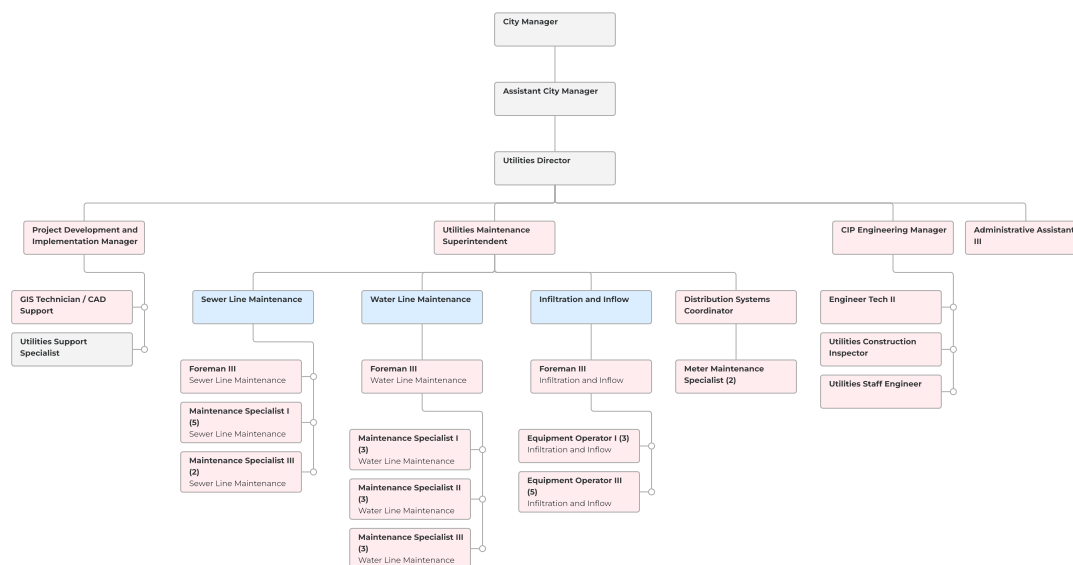 City Manager
Assistant City Manager
Utilities Director
Project Development and
Implementation Manager
Utilities Maintenance
Superintendent
CIP Engineering Manager
Administrative Assistant
III
GIS Technician / CAD
Support
Utilities Support
Specialist
Sewer Line Maintenance
Foreman III
Sewer Line Maintenance
Maintenance Specialist I
(5)
Sewer Line Maintenance
Maintenance Specialist III
(2)
Sewer Line Maintenance
Water Line Maintenance
Foreman III
Water Line Maintenance
Maintenance Specialist I
(3)
Water Line Maintenance
Maintenance Specialist II
(3)
Water Line Maintenance
Maintenance Specialist III
(3)
Water Line Maintenance
Infiltration and Inflow
Foreman III
Infiltration and Inflow
Equipment Operator I (3)
Infiltration and Inflow
Equipment Operator III
(5)
Infiltration and Inflow
Distribution Systems
Coordinator
Meter Maintenance
Specialist (2)
Engineer Tech II
Utilities Construction
Inspector
Utilities Staff Engineer